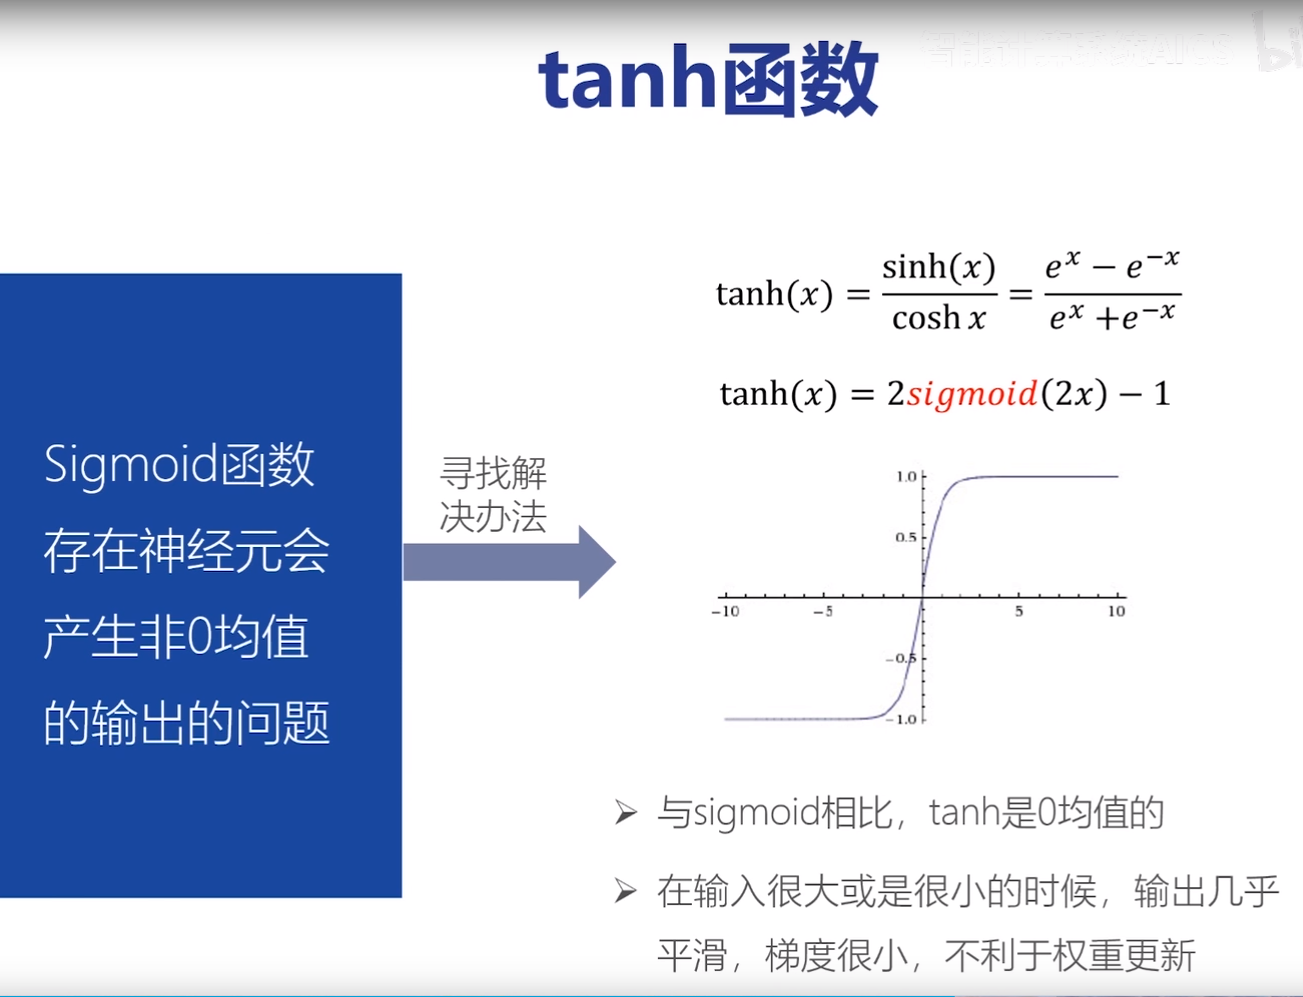 智能计算系统AICS
tanh函数
Sigmoid函数
存在神经元会
产生非0均值
的输出的问题
寻找解
决办法
tanh(x) = sinh(x) / cosh x = (e^x − e^−x) / (e^x +e^−x)
tanh(x) = 2sigmoid(2x) − 1
1.0
0.5
−10 −5 5 10
−0.5
−1.0
➢ 与sigmoid相比，tanh是0均值的
➢ 在输入很大或是很小的时候，输出几乎
平滑，梯度很小，不利于权重更新